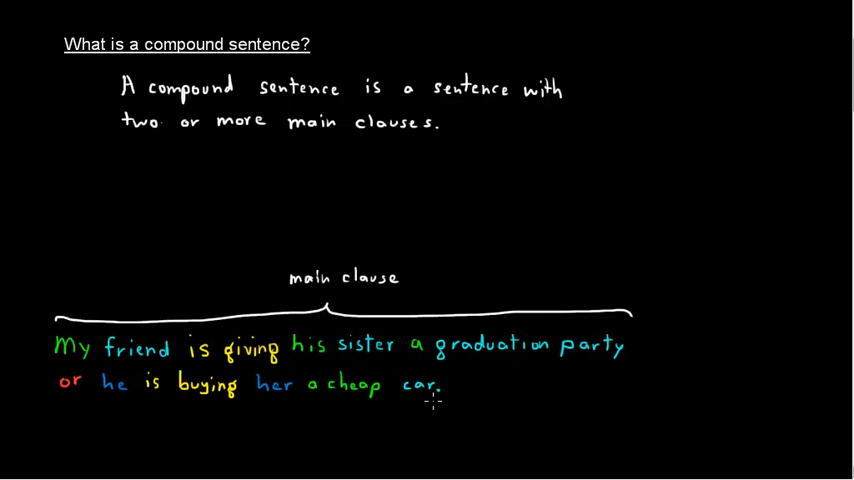 What is a compound sentence?
A compound sentence is a sentence with
two or more main clauses.
main clause
My friend is giving his sister a graduation party
or he is buying her a cheap car.